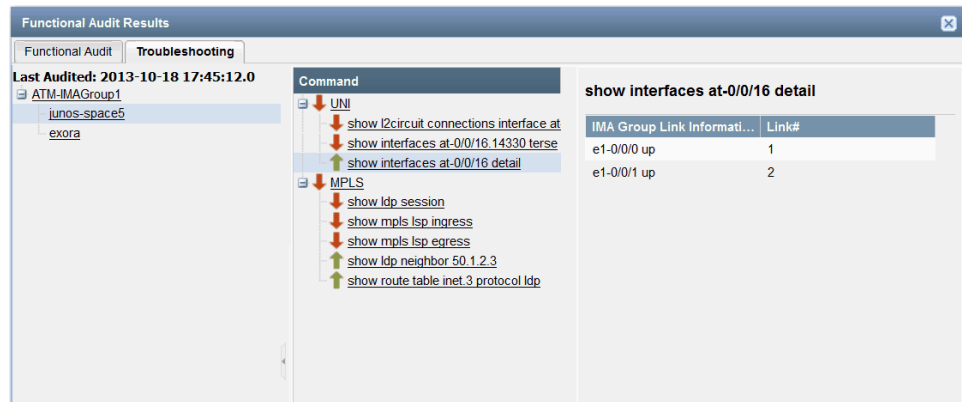 Functional Audit Results
Functional Audit
Troubleshooting
Last Audited: 2013-10-18 17:45:12.0
ATM-IMAGroup1
junos-space5
exora
Command
UNI
show l2circuit connections interface at
show interfaces at-0/0/16.14330 terse
show interfaces at-0/0/16 detail
MPLS
show ldp session
show mpls lsp ingress
show mpls lsp egress
show ldp neighbor 50.1.2.3
show route table inet.3 protocol ldp
show interfaces at-0/0/16 detail
IMA Group Link Informati... Link#
e1-0/0/0 up 1
e1-0/0/1 up 2